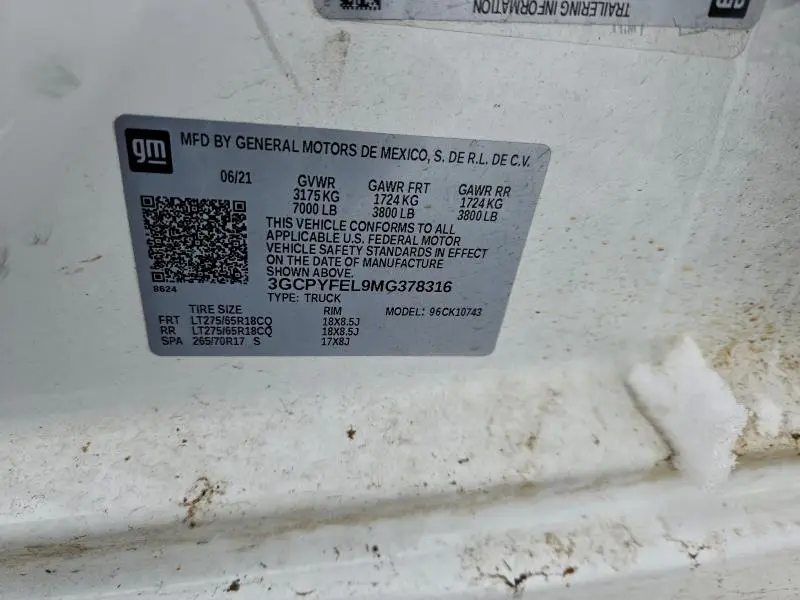 TRAILERING INFORMATION
gm
gm MFD BY GENERAL MOTORS DE MEXICO, S. DE R.L. DE C.V.
06/21 GVWR GAWR FRT GAWR RR
3175 KG 1724 KG 1724 KG
7000 LB 3800 LB 3800 LB
THIS VEHICLE CONFORMS TO ALL
APPLICABLE U.S. FEDERAL MOTOR
VEHICLE SAFETY STANDARDS IN EFFECT
ON THE DATE OF MANUFACTURE
SHOWN ABOVE.
8624
3GCPYFEL9MG378316
TYPE: TRUCK
TIRE SIZE RIM MODEL: 96CK10743
FRT LT275/65R18CQ 18X8.5J
RR LT275/65R18CQ 18X8.5J
SPA 265/70R17 S 17X8J